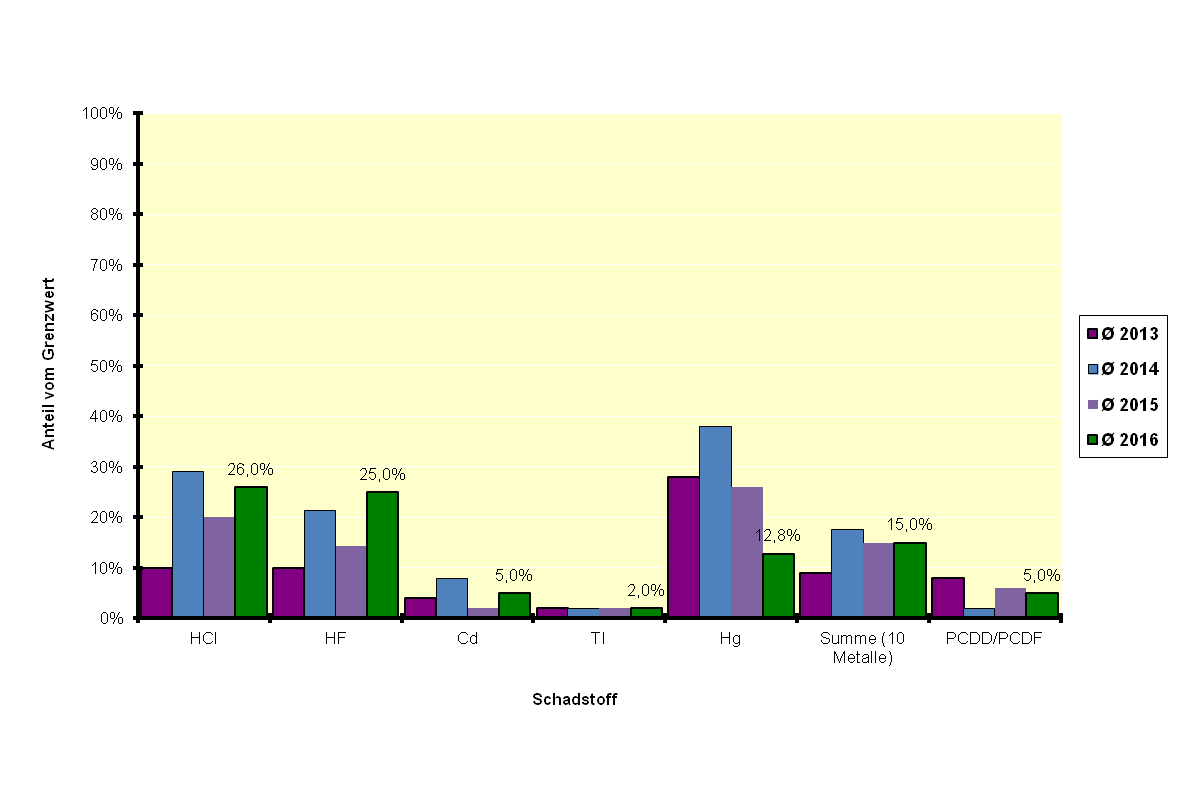 100%
90%
80%
70%
60%
50%
40%
30%
20%
10%
0%
Anteil vom Grenzwert
26,0%
25,0%
5,0%
2,0%
12,8%
15,0%
5,0%
HCl
HF
Cd
Tl
Hg
Summe (10
Metalle)
PCDD/PCDF
Schadstoff
Ø 2013
Ø 2014
Ø 2015
Ø 2016